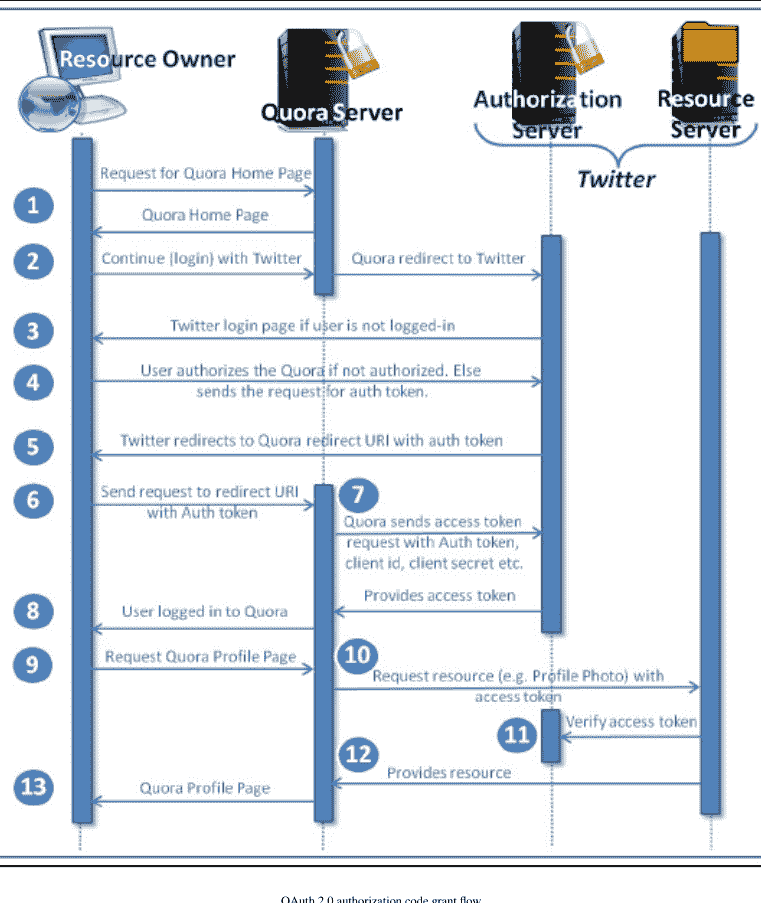 Resource Owner
Quora Server
Authorization
Server
Resource
Server
Twitter
Request for Quora Home Page
1
Quora Home Page
2
Continue (login) with Twitter
Quora redirect to Twitter
3
Twitter login page if user is not logged-in
4
User authorizes the Quora if not authorized. Else
sends the request for auth token.
5
Twitter redirects to Quora redirect URI with auth token
6
Send request to redirect URI
with Auth token
7
Quora sends access token
request with Auth token,
client id, client secret etc.
Provides access token
8
User logged in to Quora
9
Request Quora Profile Page
10
Request resource (e.g. Profile Photo) with
access token
11
Verify access token
12
Provides resource
13
Quora Profile Page
OAuth 2.0 authorization code grant flow